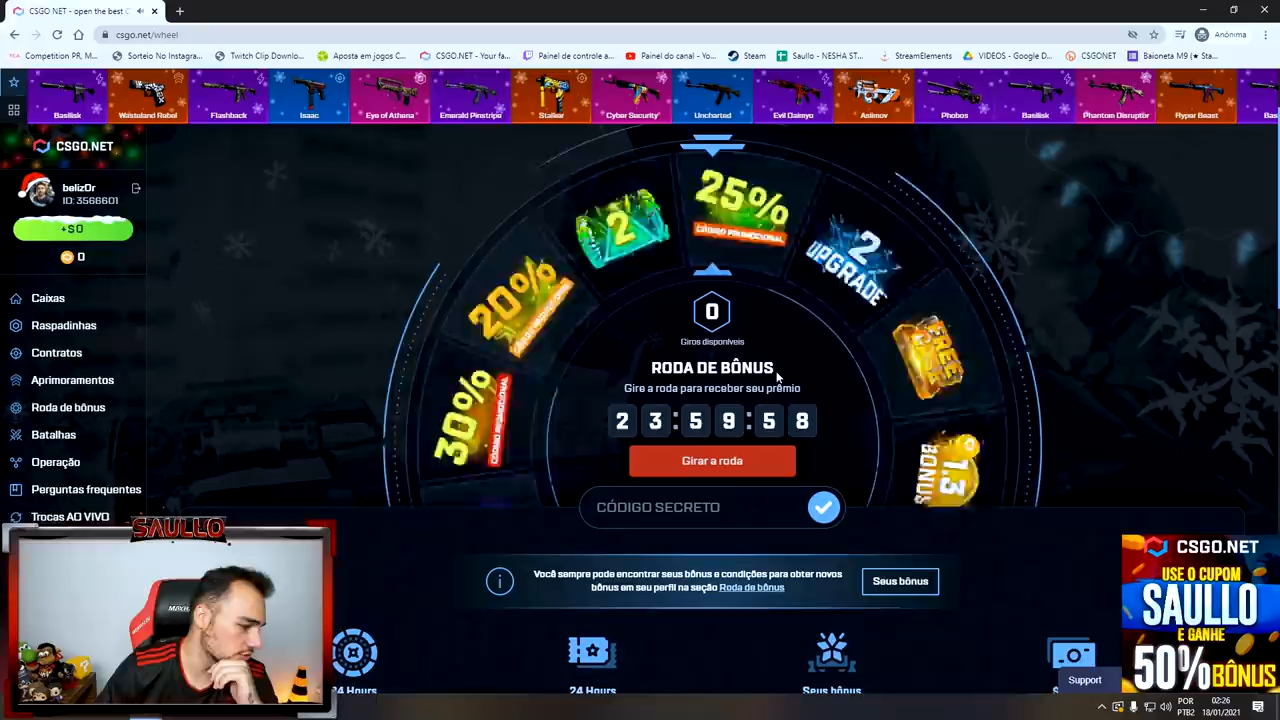 CSGO NET - open the best C
csgo.net/wheel
Anónima
Competition PR, M...
Sorteio No Instagra...
Twitch Clip Downlo...
Aposta em jogos C...
CSGO.NET - Your fa...
Painel de controle a...
Painel do canal - Yo...
Steam
Saullo - NESHA ST...
StreamElements
VIDEOS - Google D...
CSGONET
Baioneta M9 (★ Sta...
Basilisk
Wasteland Rebel
Flashback
Isaac
Eye of Athena
Emerald Pinstripe
Stalker
Cyber Security
Uncharted
Evil Daimyo
Asiimov
Phobos
Basilisk
Phantom Disruptor
Hyper Beast
Bas
CSGO.NET
belizOr
ID: 3566601
+$0
0
Caixas
Raspadinhas
Contratos
Aprimoramentos
Roda de bônus
Batalhas
Operação
Perguntas frequentes
Trocas AO VIVO
30%
CÓDIGO PROMOCIONAL
20%
2
25%
CÓDIGO PROMOCIONAL
2
UPGRADE
FREE
1.3
BONUS
0
Giros disponíveis
RODA DE BÔNUS
Gire a roda para receber seu prêmio
2 3 : 5 9 : 5 8
Girar a roda
CÓDIGO SECRETO
Você sempre pode encontrar seus bônus e condições para obter novos
bônus em seu perfil na seção Roda de bônus
Seus bônus
24 Hours
24 Hours
Seus bônus
SAULLO
CSGO.NET
USE O CUPOM
SAULLO
E GANHE
50% BÔNUS
Support
POR
PTB2
02:26
18/01/2021